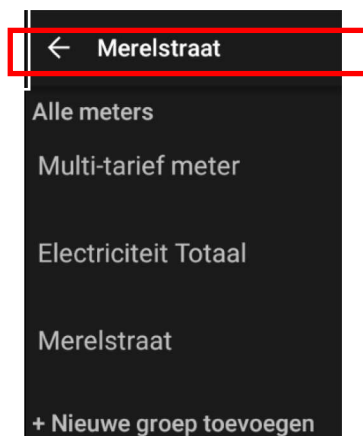 ← Merelstraat
Alle meters
Multi-tarief meter
Electriciteit Totaal
Merelstraat
+ Nieuwe groep toevoegen